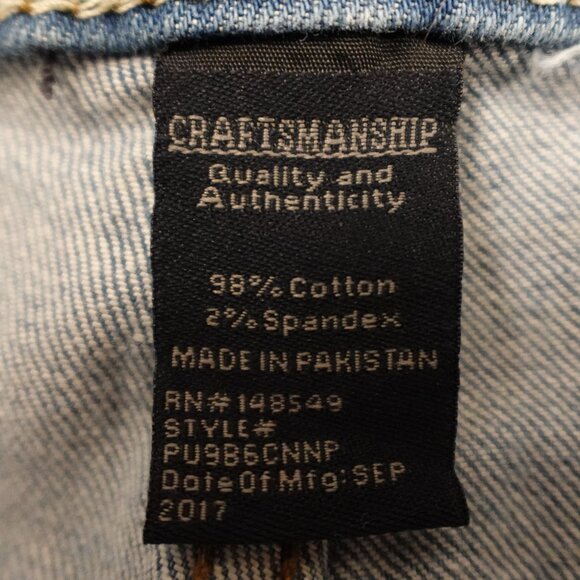 CRAFTSMANSHIP
Quality and
Authenticity
98% Cotton
2% Spandex
MADE IN PAKISTAN
RN# 148549
STYLE#
PU986CNNP
Date Of Mfg: SEP
2017